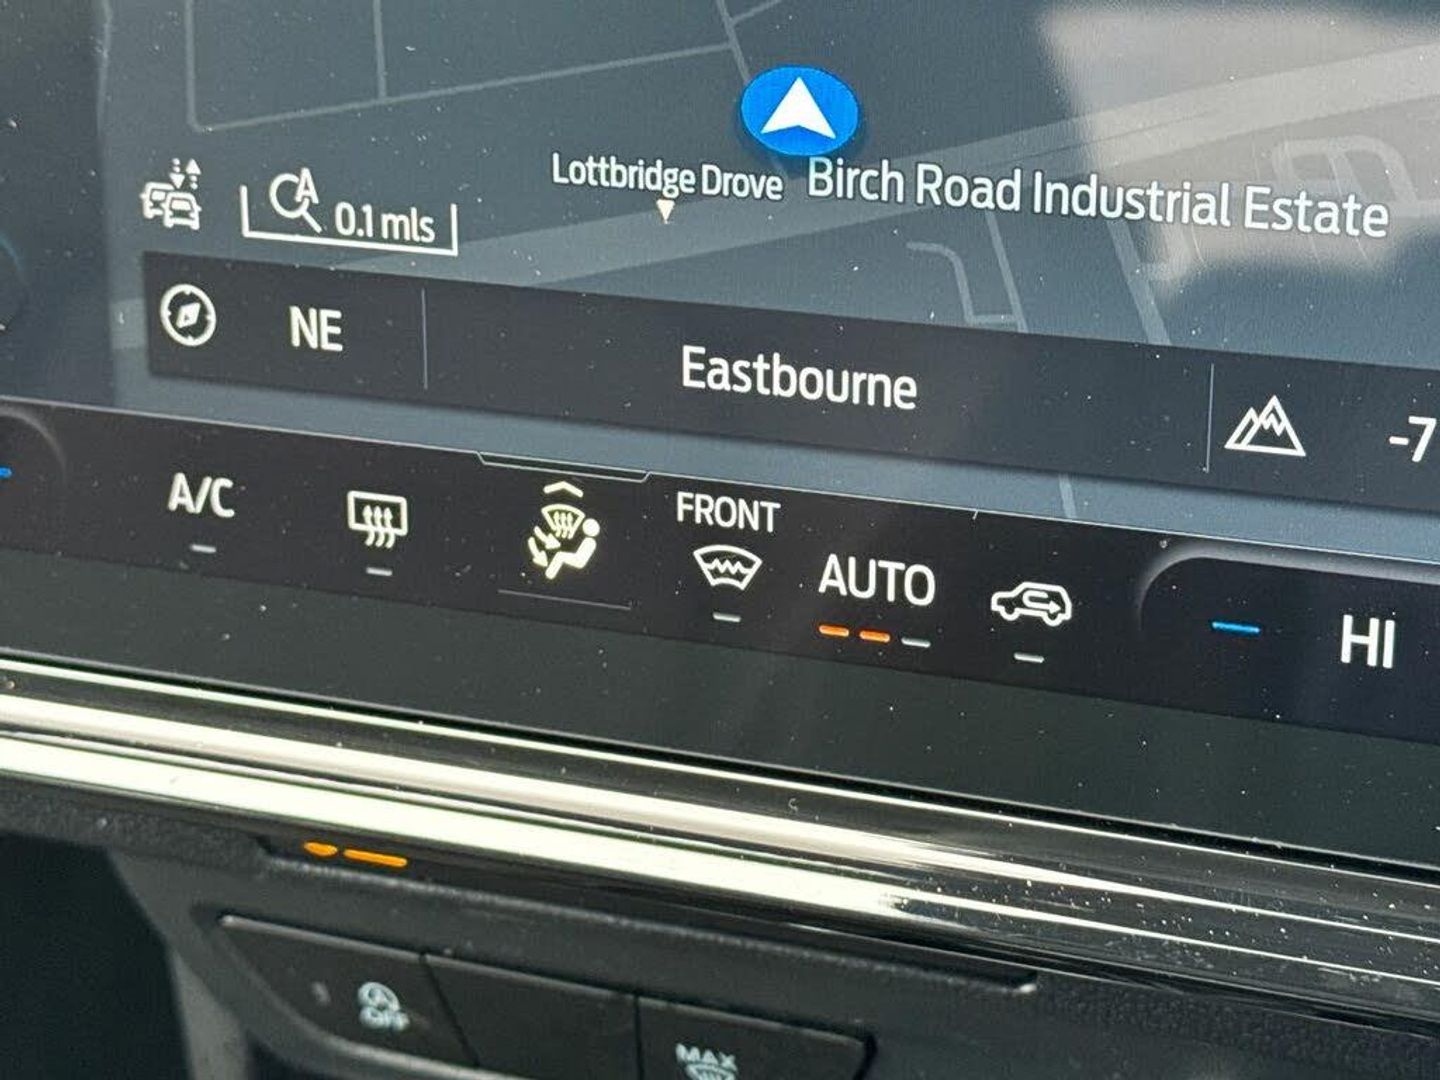 Lottbridge Drove
Birch Road Industrial Estate
A
0.1 mls
NE
Eastbourne
-7
A/C
FRONT
AUTO
HI
A
OFF
MAX